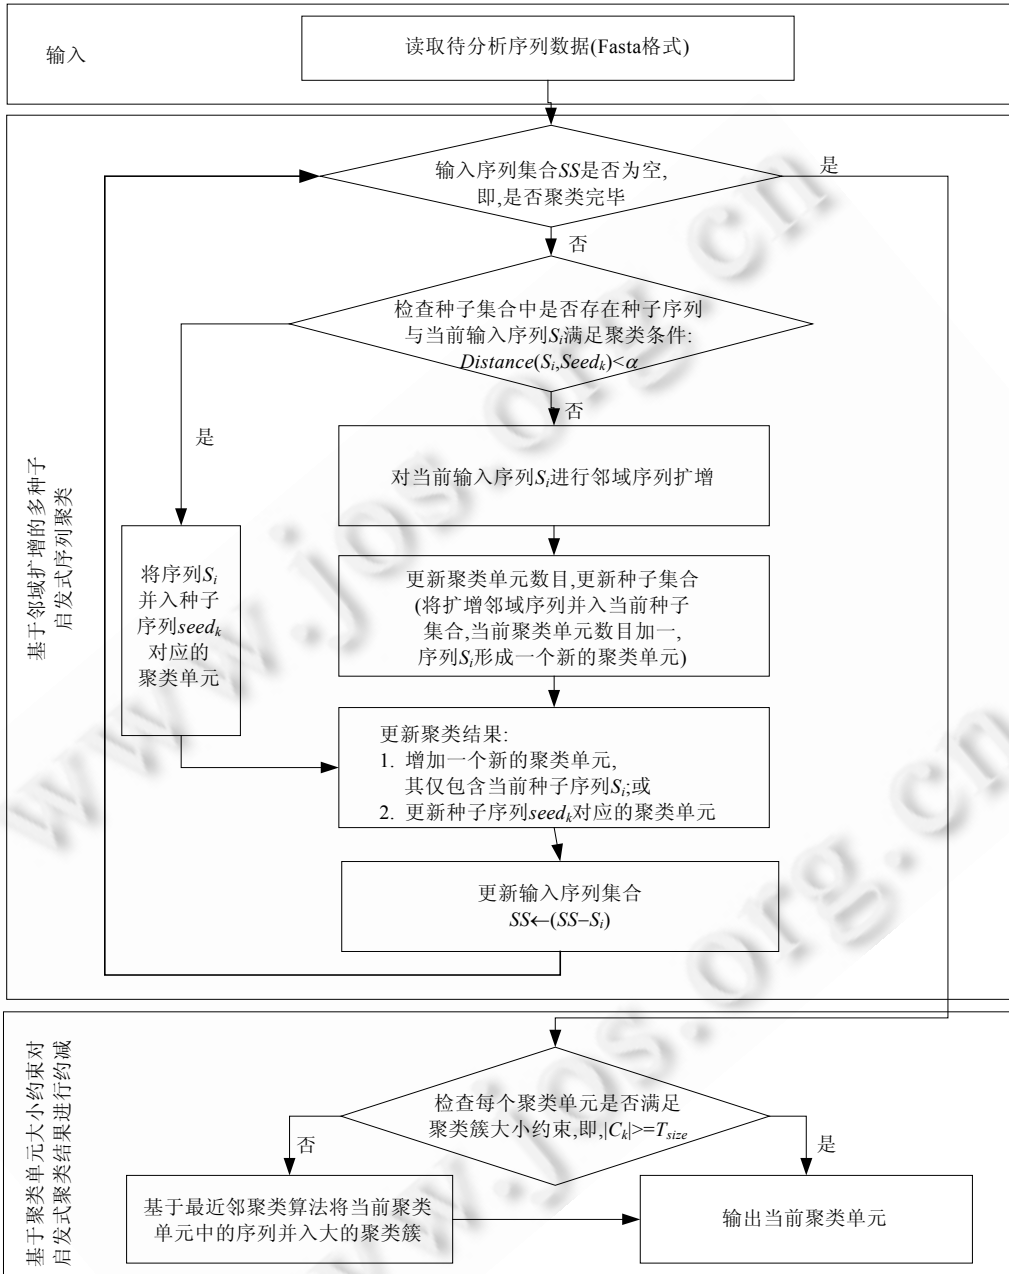 输入
读取待分析序列数据(Fasta格式)
输入序列集合SS是否为空,
即,是否聚类完毕
是
否
检查种子集合中是否存在种子序列
与当前输入序列Si满足聚类条件:
Distance(Si,Seedk)<α
否
是
对当前输入序列Si进行邻域序列扩增
基于邻域扩增的多种子
启发式序列聚类
将序列Si
并入种子
序列seedk
对应的
聚类单元
更新聚类单元数目,更新种子集合
(将扩增邻域序列并入当前种子
集合,当前聚类单元数目加一,
序列Si形成一个新的聚类单元)
更新聚类结果:
1. 增加一个新的聚类单元,
其仅包含当前种子序列Si;或
2. 更新种子序列seedk对应的聚类单元
更新输入序列集合
SS←(SS−Si)
基于聚类单元大小约束对
启发式聚类结果进行约减
检查每个聚类单元是否满足
聚类簇大小约束,即,|Ck|>=Tsize
否
是
基于最近邻聚类算法将当前聚类
单元中的序列并入大的聚类簇
输出当前聚类单元
www.jos.org.cn
www.jos.org.cn